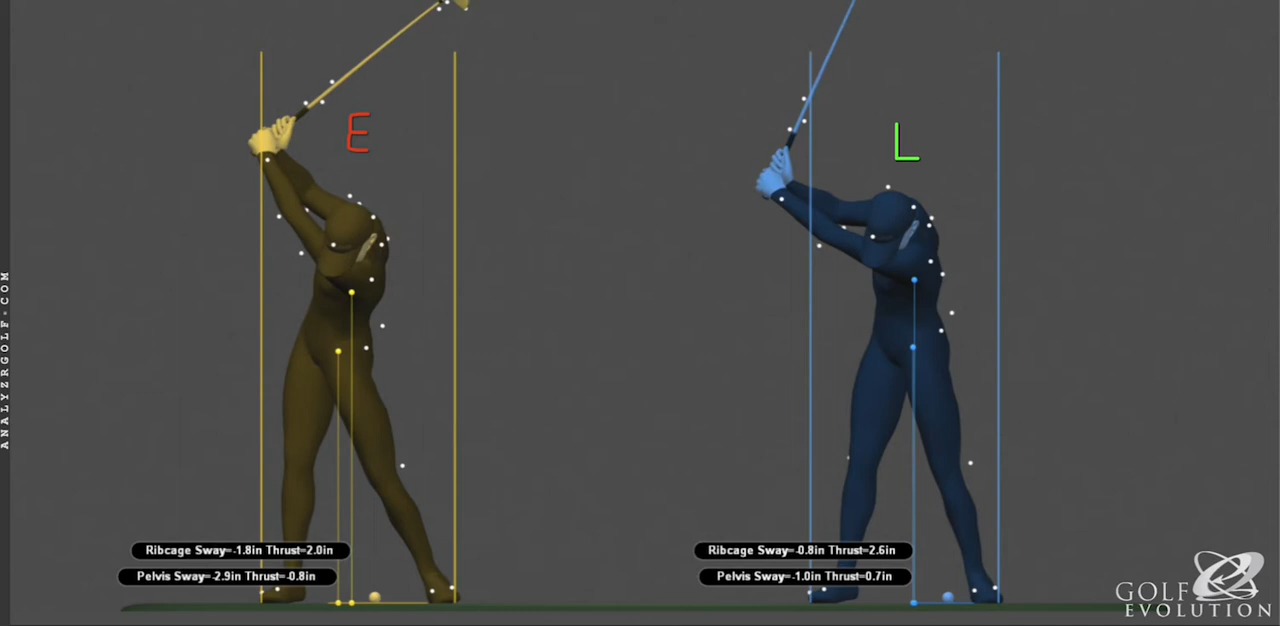 ANALYZERGOLF.COM
E
L
Ribcage Sway=-1.8in Thrust=2.0in
Pelvis Sway=-2.9in Thrust=-0.8in
Ribcage Sway=-0.8in Thrust=2.6in
Pelvis Sway=-1.0in Thrust=0.7in
GOLF
EVOLUTION